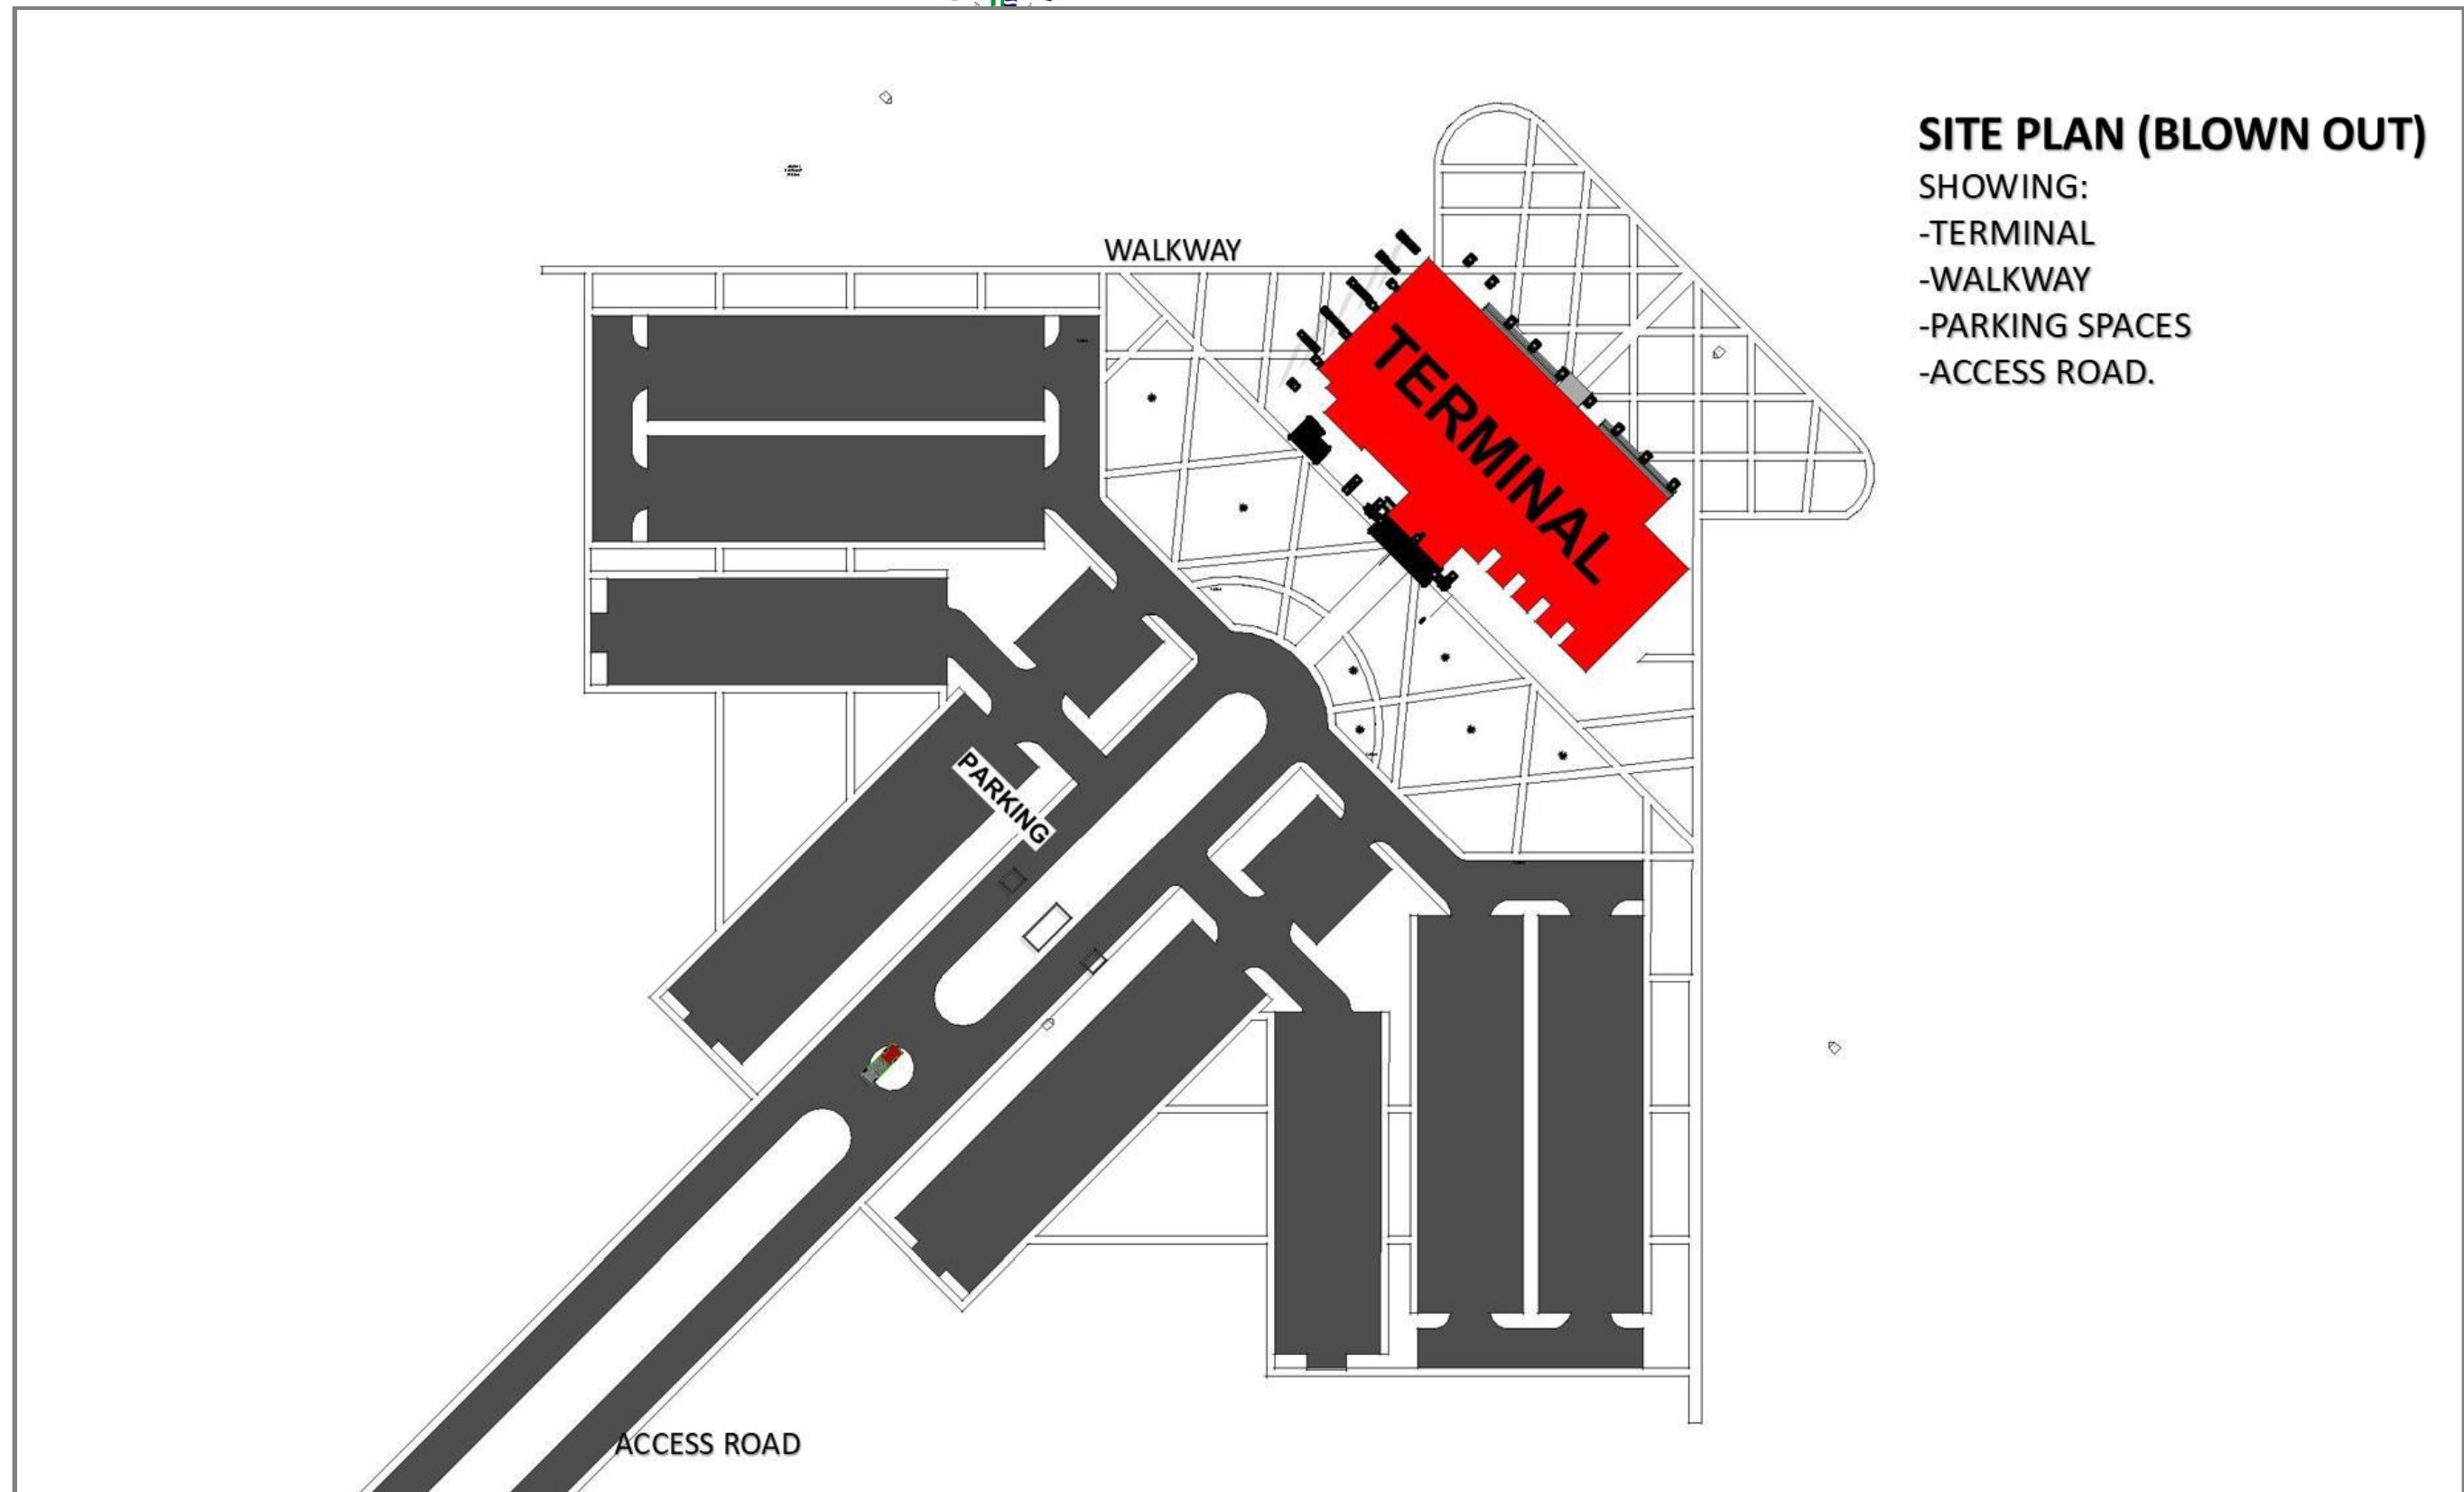 SITE PLAN (BLOWN OUT)
SHOWING:
-TERMINAL
-WALKWAY
-PARKING SPACES
-ACCESS ROAD.
WALKWAY
TERMINAL
PARKING
ACCESS ROAD